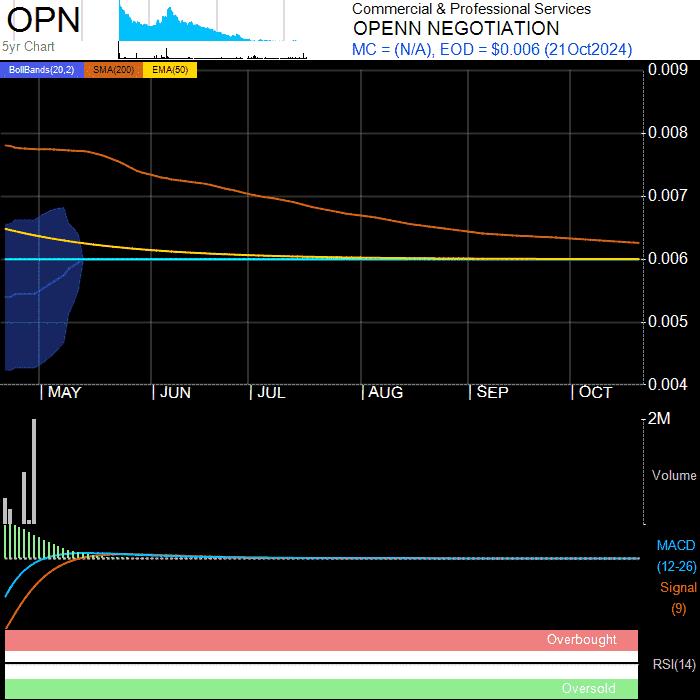 OPN
5yr Chart
Commercial & Professional Services
OPENN NEGOTIATION
MC = (N/A), EOD = $0.006 (21Oct2024)
BollBands(20,2) SMA(200) EMA(50)
0.009
0.008
0.007
0.006
0.005
0.004
MAY JUN JUL AUG SEP OCT
2M
Volume
MACD
(12-26)
Signal
(9)
Overbought
RSI(14)
Oversold